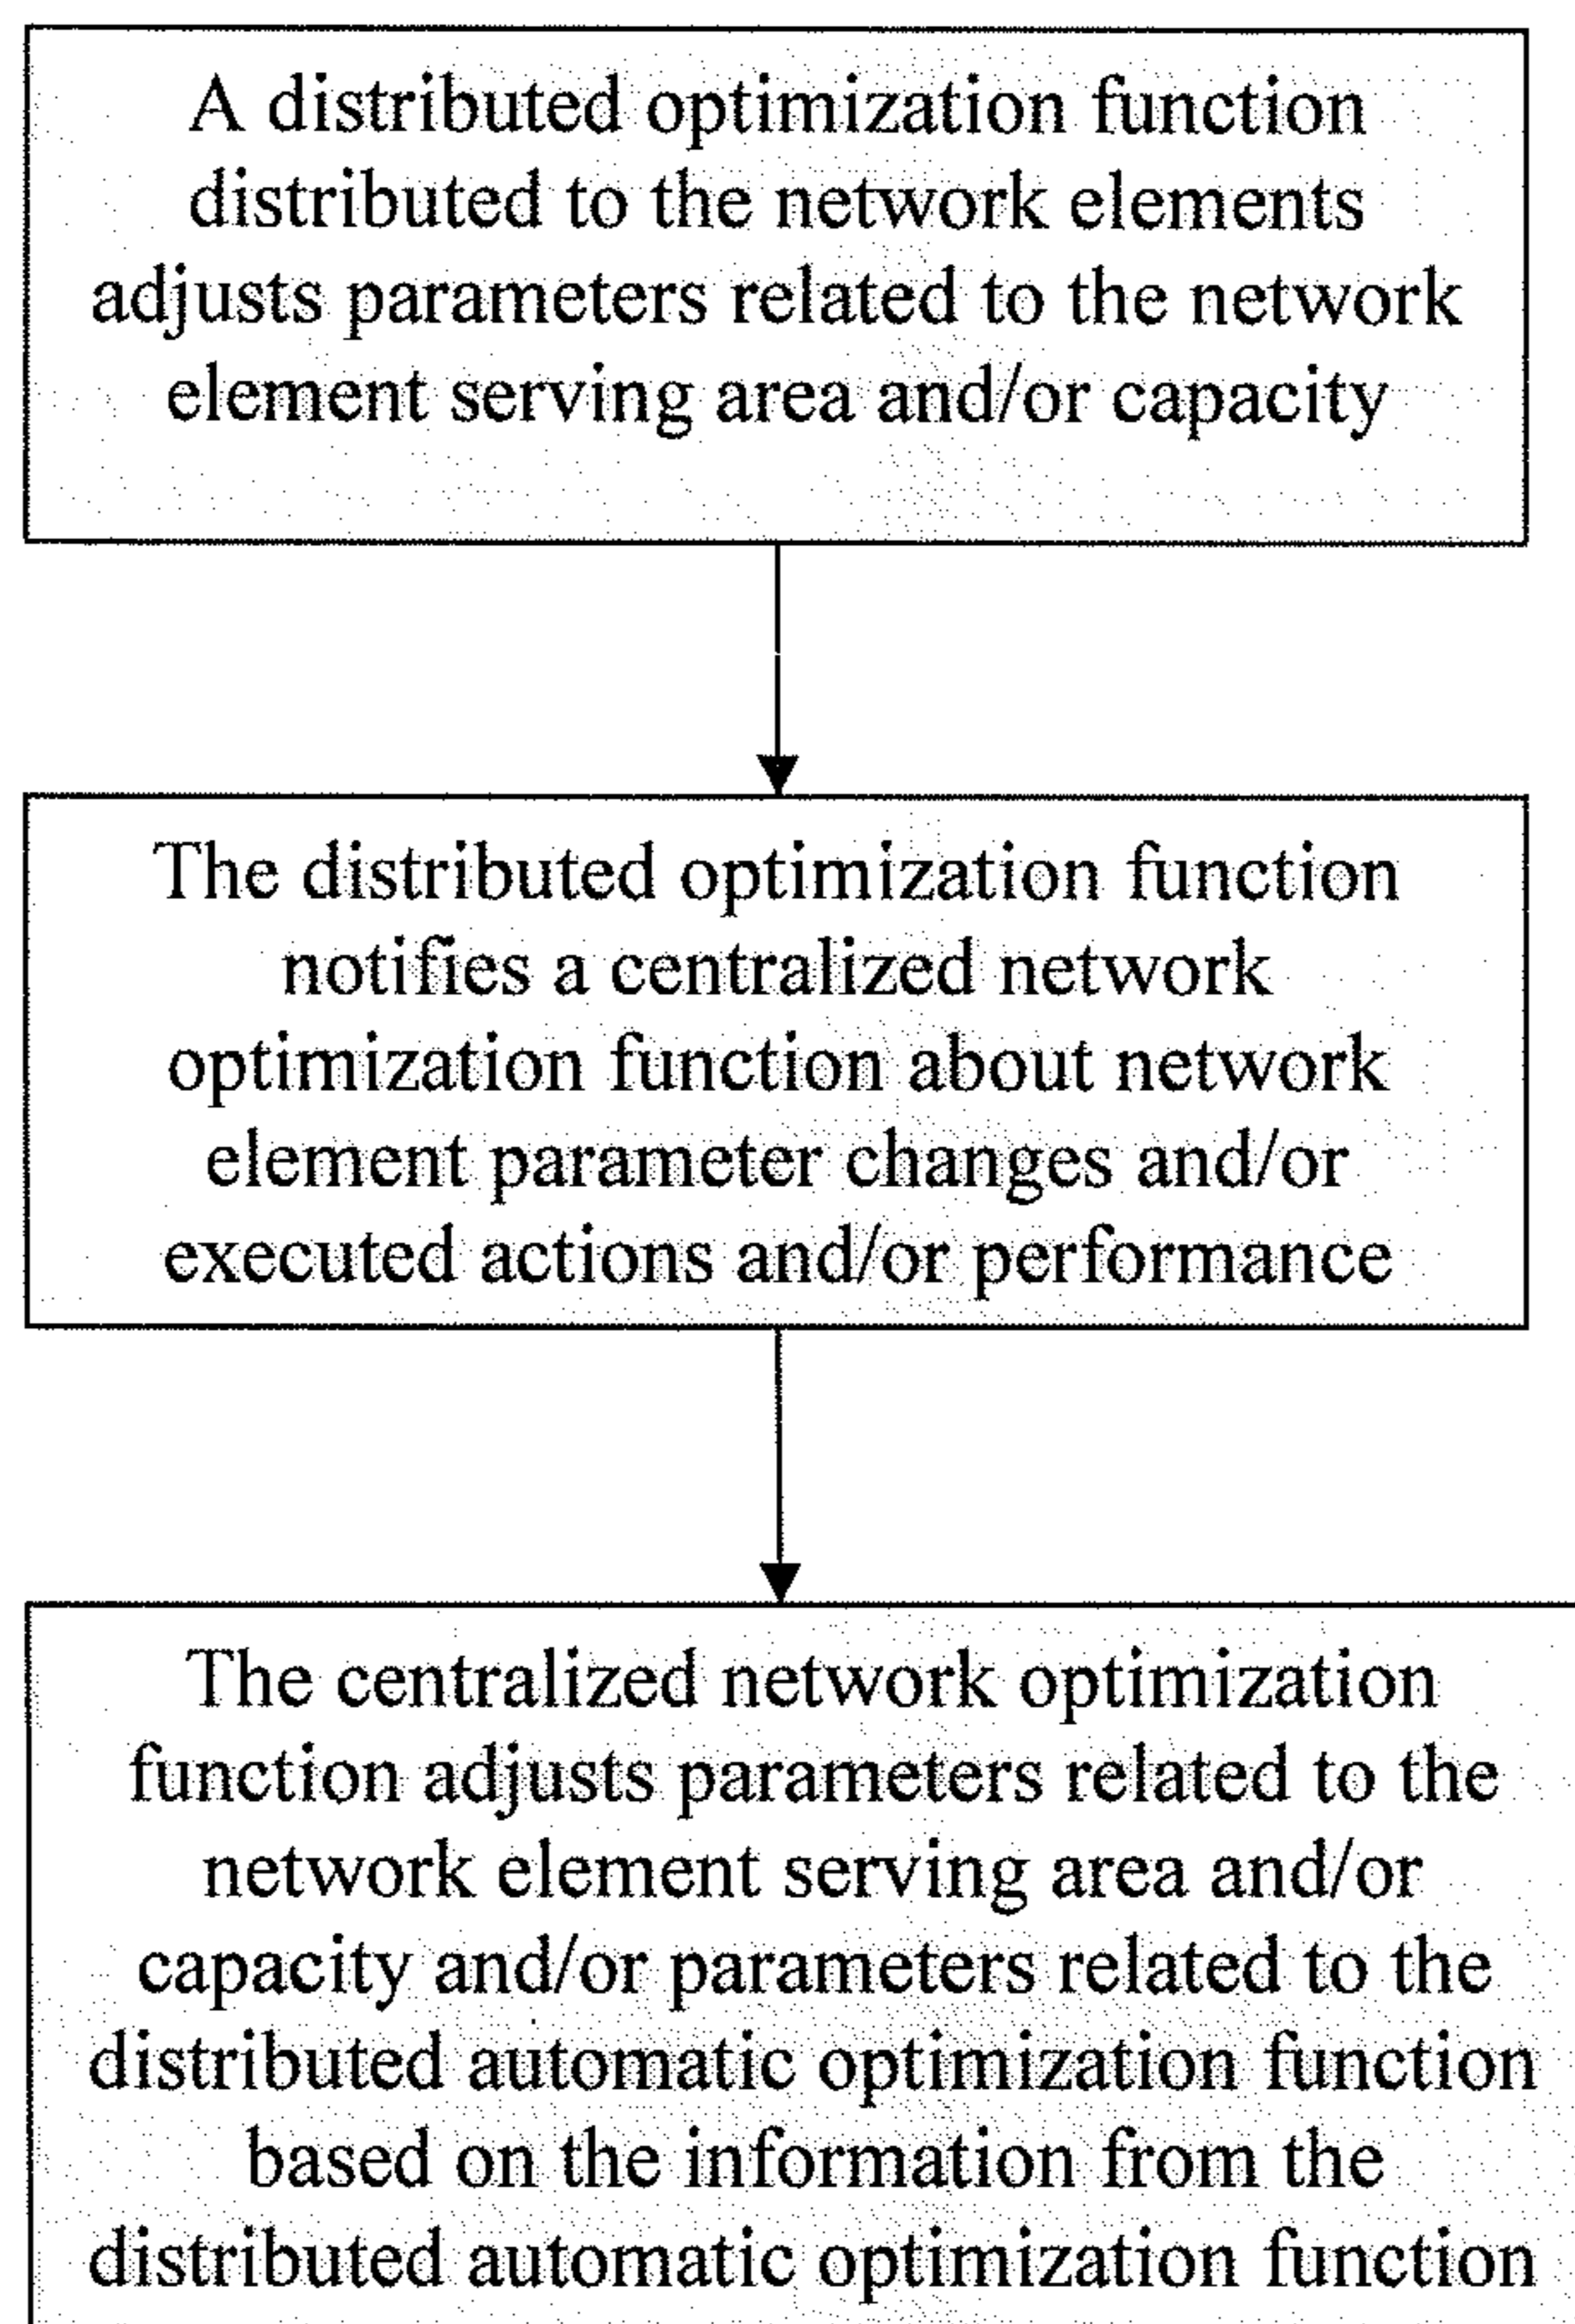 A distributed optimization function
distributed to the network elements
adjusts parameters related to the network
element serving area and/or capacity
The distributed optimization function
notifies a centralized network
optimization function about network
element parameter changes and/or
executed actions and/or performance
The centralized network optimization
function adjusts parameters related to the
network element serving area and/or
capacity and/or parameters related to the
distributed automatic optimization function
based on the information from the
distributed automatic optimization function